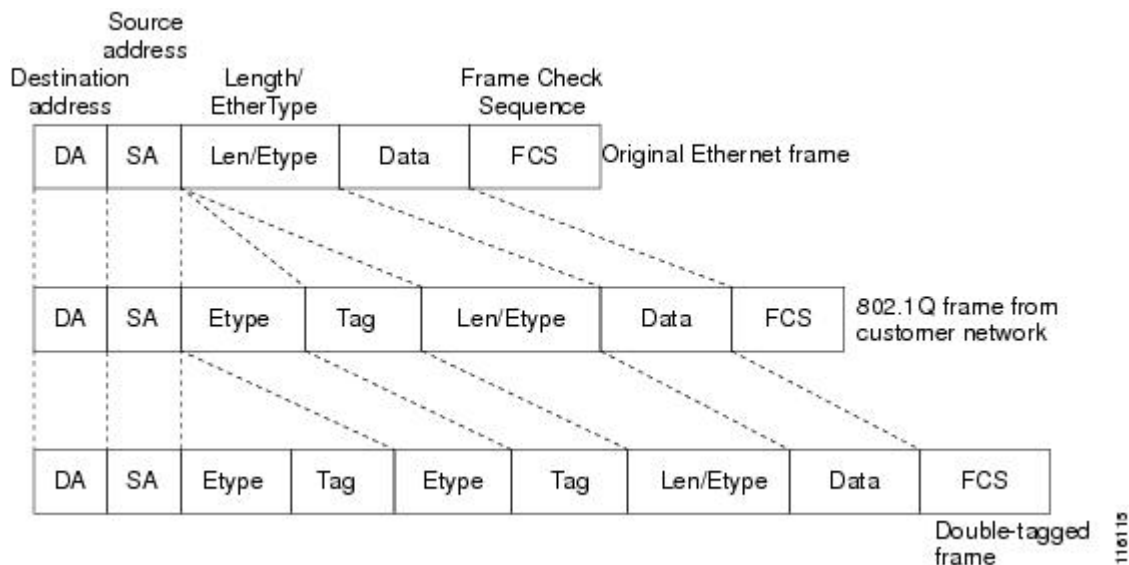 Source
address
Destination
address
Length/
EtherType
Frame Check
Sequence
DA SA Len/Etype Data FCS Original Ethernet frame
DA SA Etype Tag Len/Etype Data FCS 802.1Q frame from
customer network
DA SA Etype Tag Etype Tag Len/Etype Data FCS
Double-tagged
frame
116115